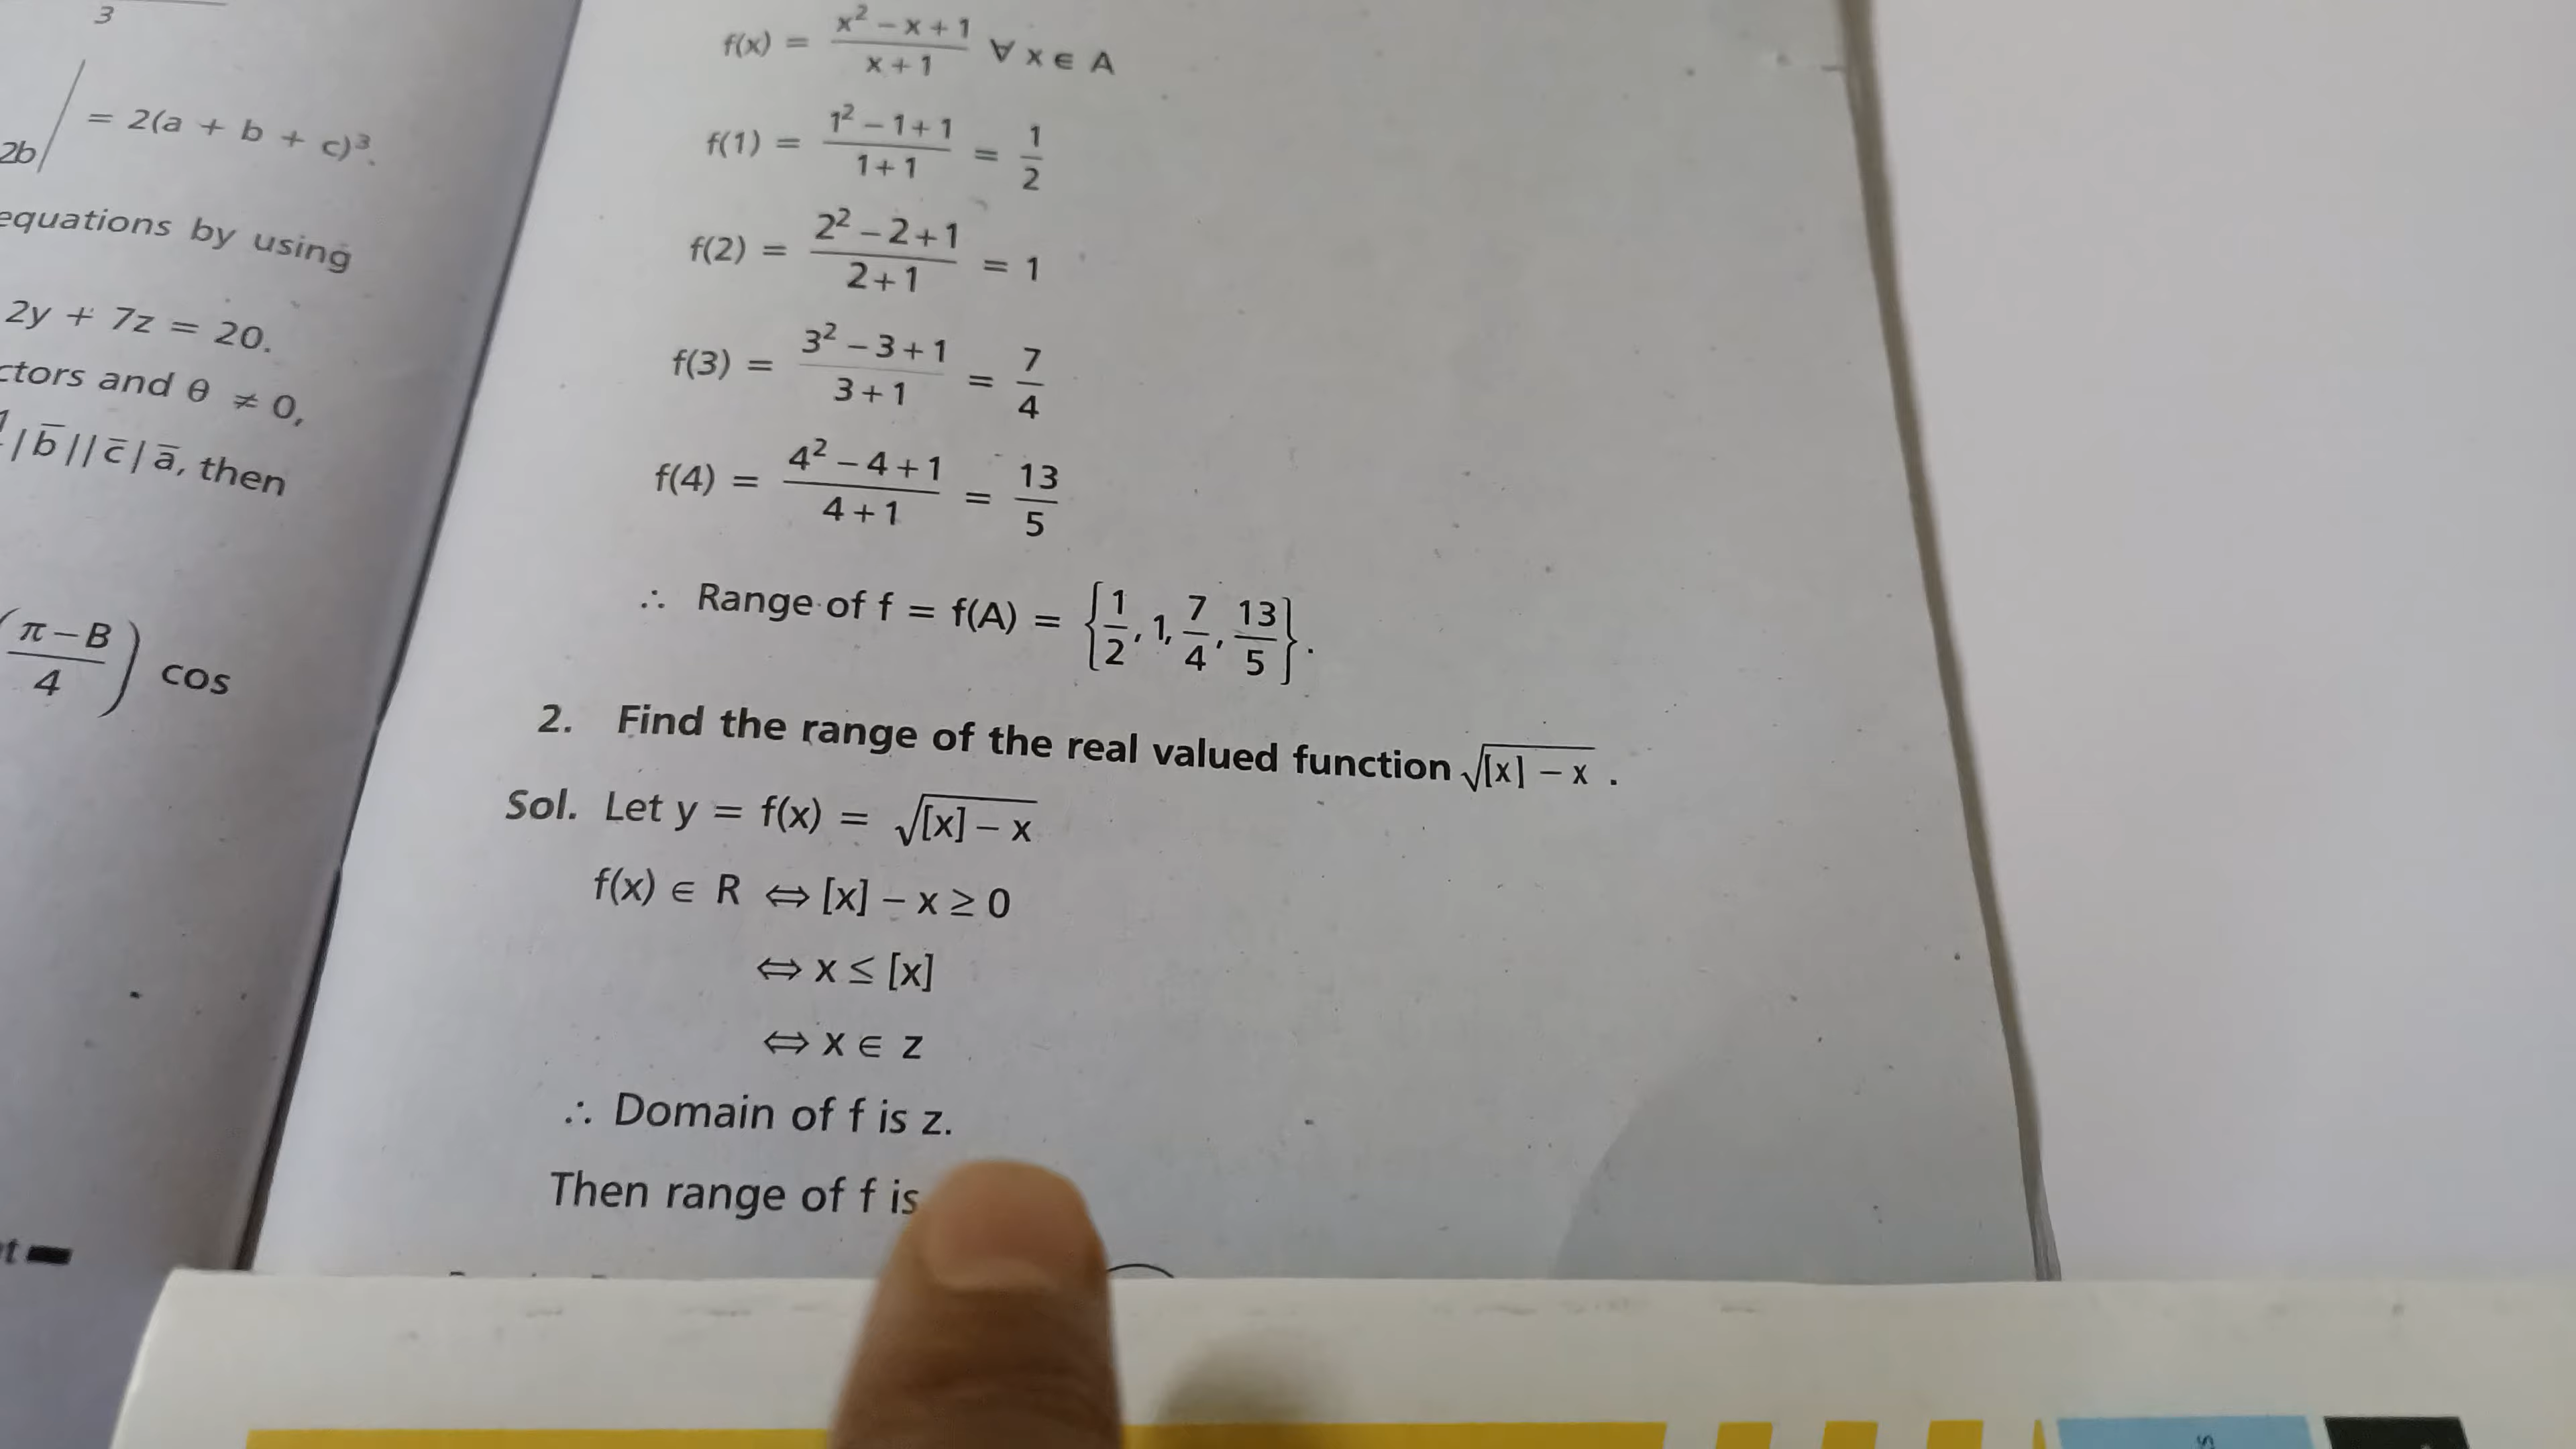 3
2b | = 2(a + b + c)³.
equations by using
2y + 7z = 20.
and θ ≠ 0,
|b̅||c̅| a̅, then
(π – B)/4) cos
f(x) = (x² – x + 1)/(x + 1) ∀ x ∈ A
f(1) = (1² – 1 + 1)/(1 + 1) = 1/2
f(2) = (2² – 2 + 1)/(2 + 1) = 1
f(3) = (3² – 3 + 1)/(3 + 1) = 7/4
f(4) = (4² – 4 + 1)/(4 + 1) = 13/5
∴ Range of f = f(A) = {1/2, 1, 7/4, 13/5}.
2. Find the range of the real valued function √([x] – x) .
Sol. Let y = f(x) = √([x] – x)
f(x) ∈ R ⇔ [x] – x ≥ 0
⇔ x ≤ [x]
⇔ x ∈ z
∴ Domain of f is z.
Then range of f is